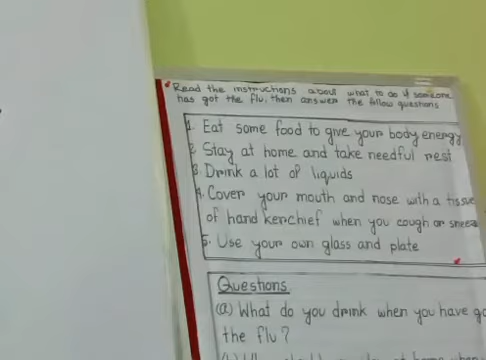 Read the instructions about what to do if someone
has got the flu, then answer the follow questions
1. Eat some food to give your body energy
2. Stay at home and take needful rest
3. Drink a lot of liquids
4. Cover your mouth and nose with a tissue
of hand kerchief when you cough or sneeze
5. Use your own glass and plate
Questions
(a) What do you drink when you have go
the flu?